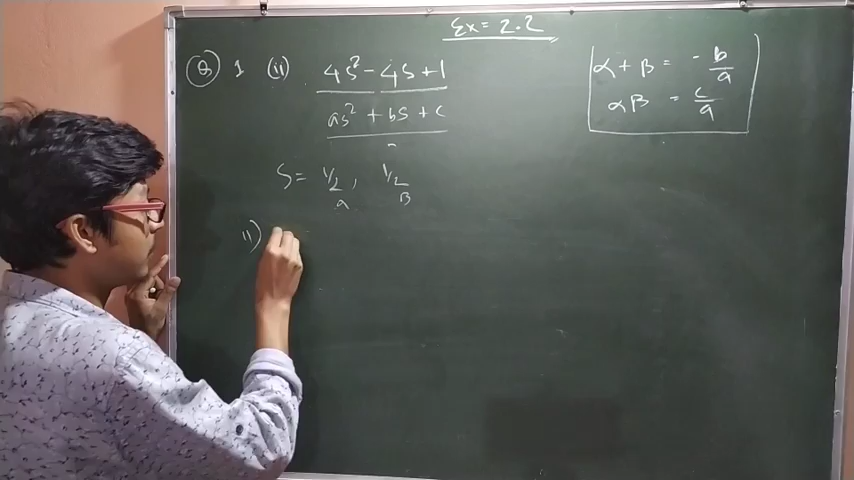 Ex = 2.2
Q 1 (ii) 4s² - 4s + 1
as² + bs + c
s = 1/2, 1/2
α β
ii)
α + β = - b/a
αβ = c/a